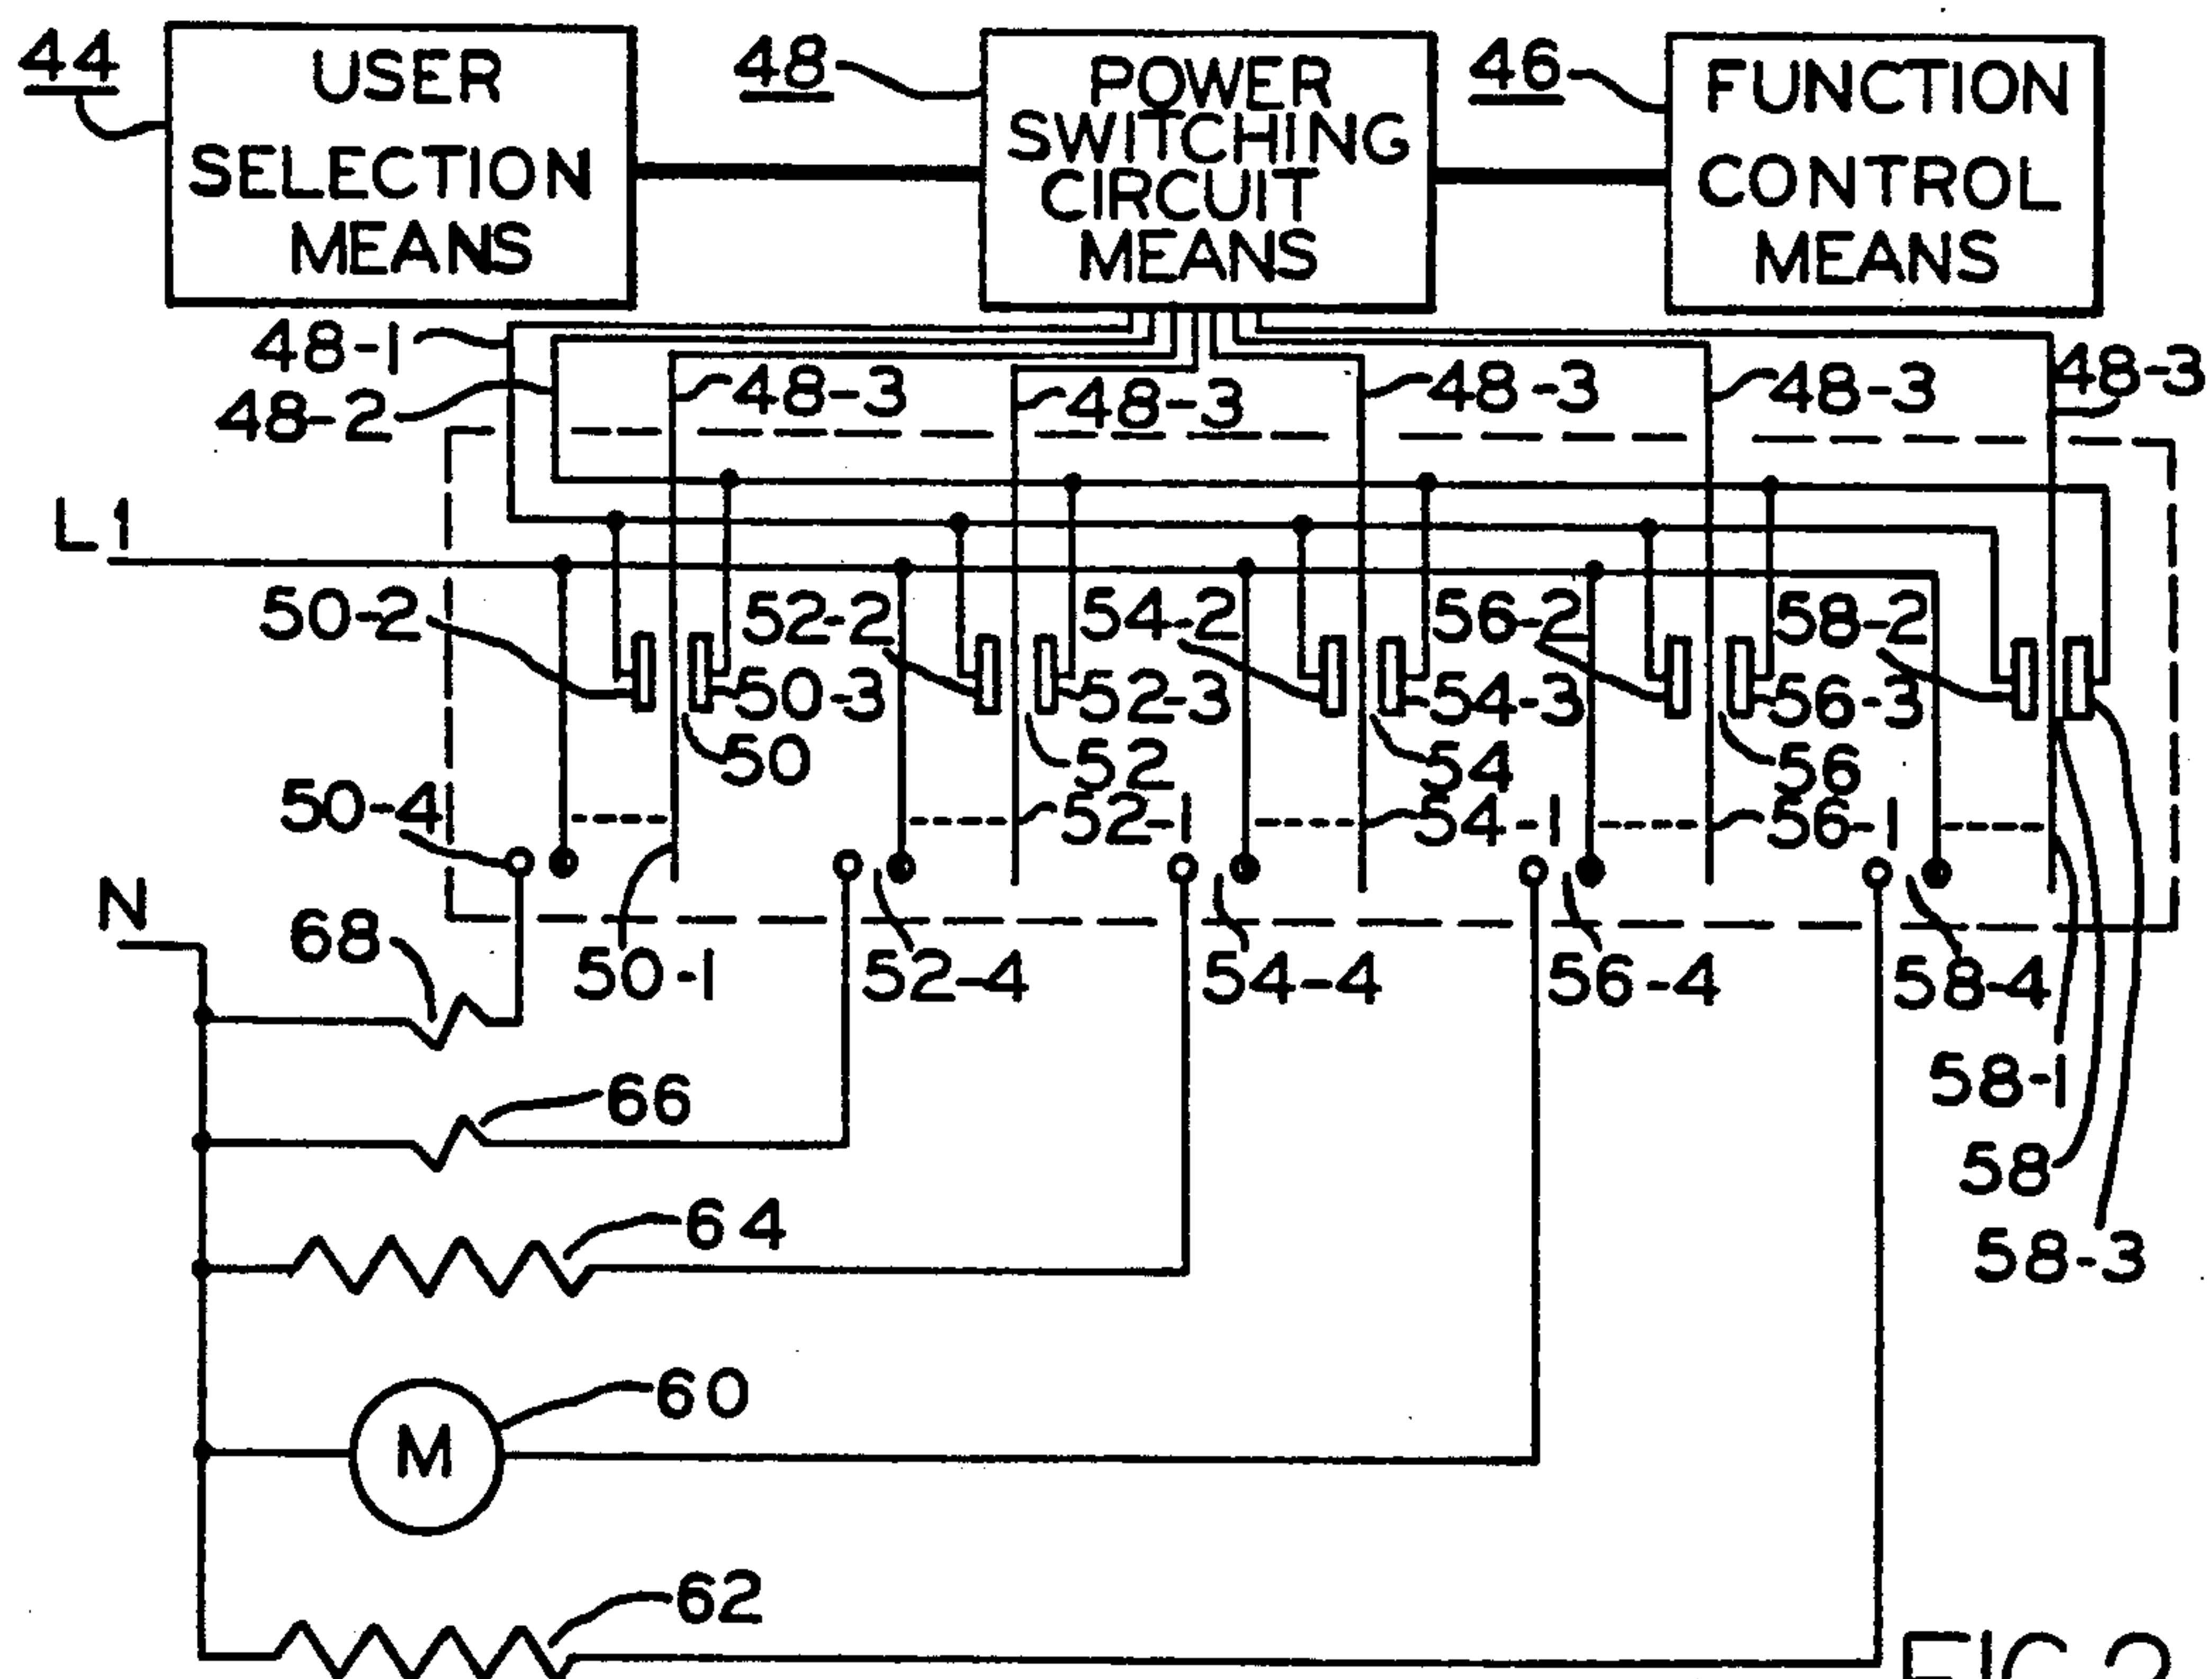 44
USER
SELECTION
MEANS
48
POWER
SWITCHING
CIRCUIT
MEANS
46
FUNCTION
CONTROL
MEANS
48-1
48-2
48-3
48-3
48-3
48-3
48-3
L1
50-2
52-2
54-2
56-2
58-2
50-3
52-3
54-3
56-3
50
52
54
56
50-4
52-1
54-1
56-1
N
68
50-1
52-4
54-4
56-4
58-4
58-1
66
58
64
58-3
60
M
62
FIG.2